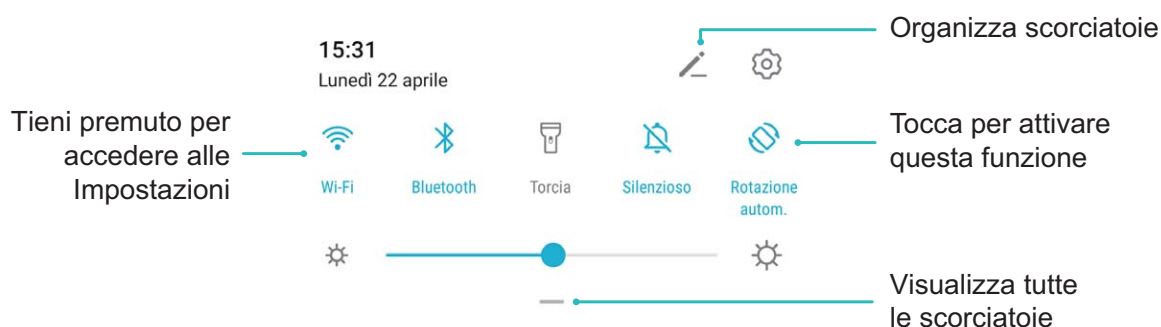 Organizza scorciatoie
15:31
Lunedì 22 aprile
Tieni premuto per
accedere alle
Impostazioni
Tocca per attivare
questa funzione
Wi-Fi
Bluetooth
Torcia
Silenzioso
Rotazione
autom.
Visualizza tutte
le scorciatoie